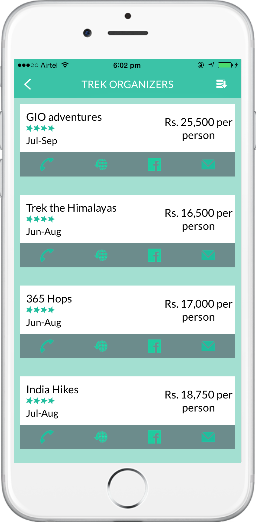 Airtel 6:02 pm
TREK ORGANIZERS
GIO adventures
Rs. 25,500 per
person
Jul-Sep
Trek the Himalayas
Rs. 16,500 per
person
Jun-Aug
365 Hops
Rs. 17,000 per
person
Jun-Aug
India Hikes
Rs. 18,750 per
person
Jul-Aug